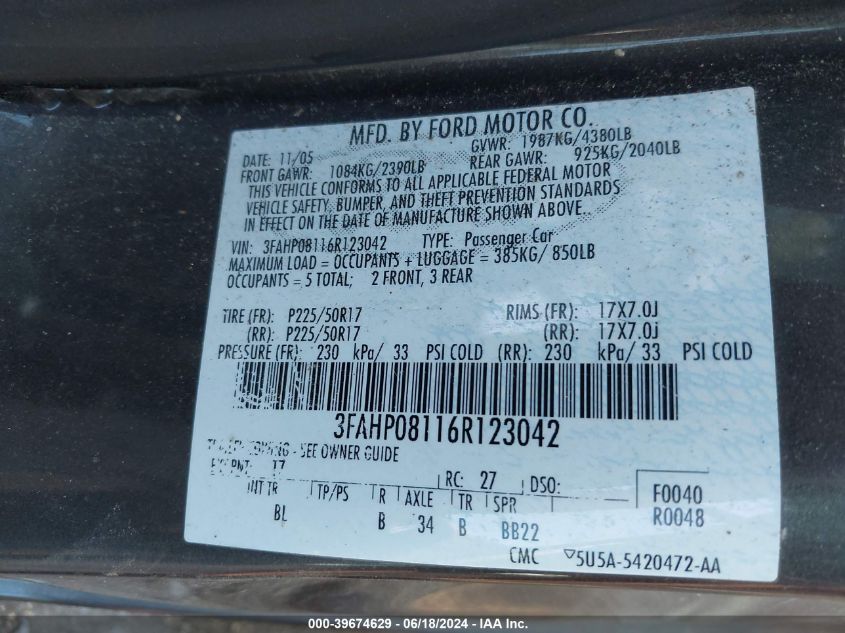 MFD. BY FORD MOTOR CO.
DATE: 11/05 GVWR: 1987KG/4380LB
FRONT GAWR: 1084KG/2390LB REAR GAWR: 925KG/2040LB
THIS VEHICLE CONFORMS TO ALL APPLICABLE FEDERAL MOTOR
VEHICLE SAFETY, BUMPER, AND THEFT PREVENTION STANDARDS
IN EFFECT ON THE DATE OF MANUFACTURE SHOWN ABOVE.
VIN: 3FAHP08116R123042 TYPE: Passenger Car
MAXIMUM LOAD = OCCUPANTS + LUGGAGE = 385KG/ 850LB
OCCUPANTS = 5 TOTAL; 2 FRONT, 3 REAR
TIRE (FR): P225/50R17 RIMS (FR): 17X7.0J
(RR): P225/50R17 (RR): 17X7.0J
PRESSURE (FR): 230 kPa/ 33 PSI COLD (RR): 230 kPa/ 33 PSI COLD
3FAHP08116R123042
- SEE OWNER GUIDE
17 RC: 27 DSO:
INT TR TP/PS R AXLE TR SPR F0040
BL B 34 B BB22 R0048
CMC 5U5A-5420472-AA
000-39674629 - 06/18/2024 - IAA Inc.